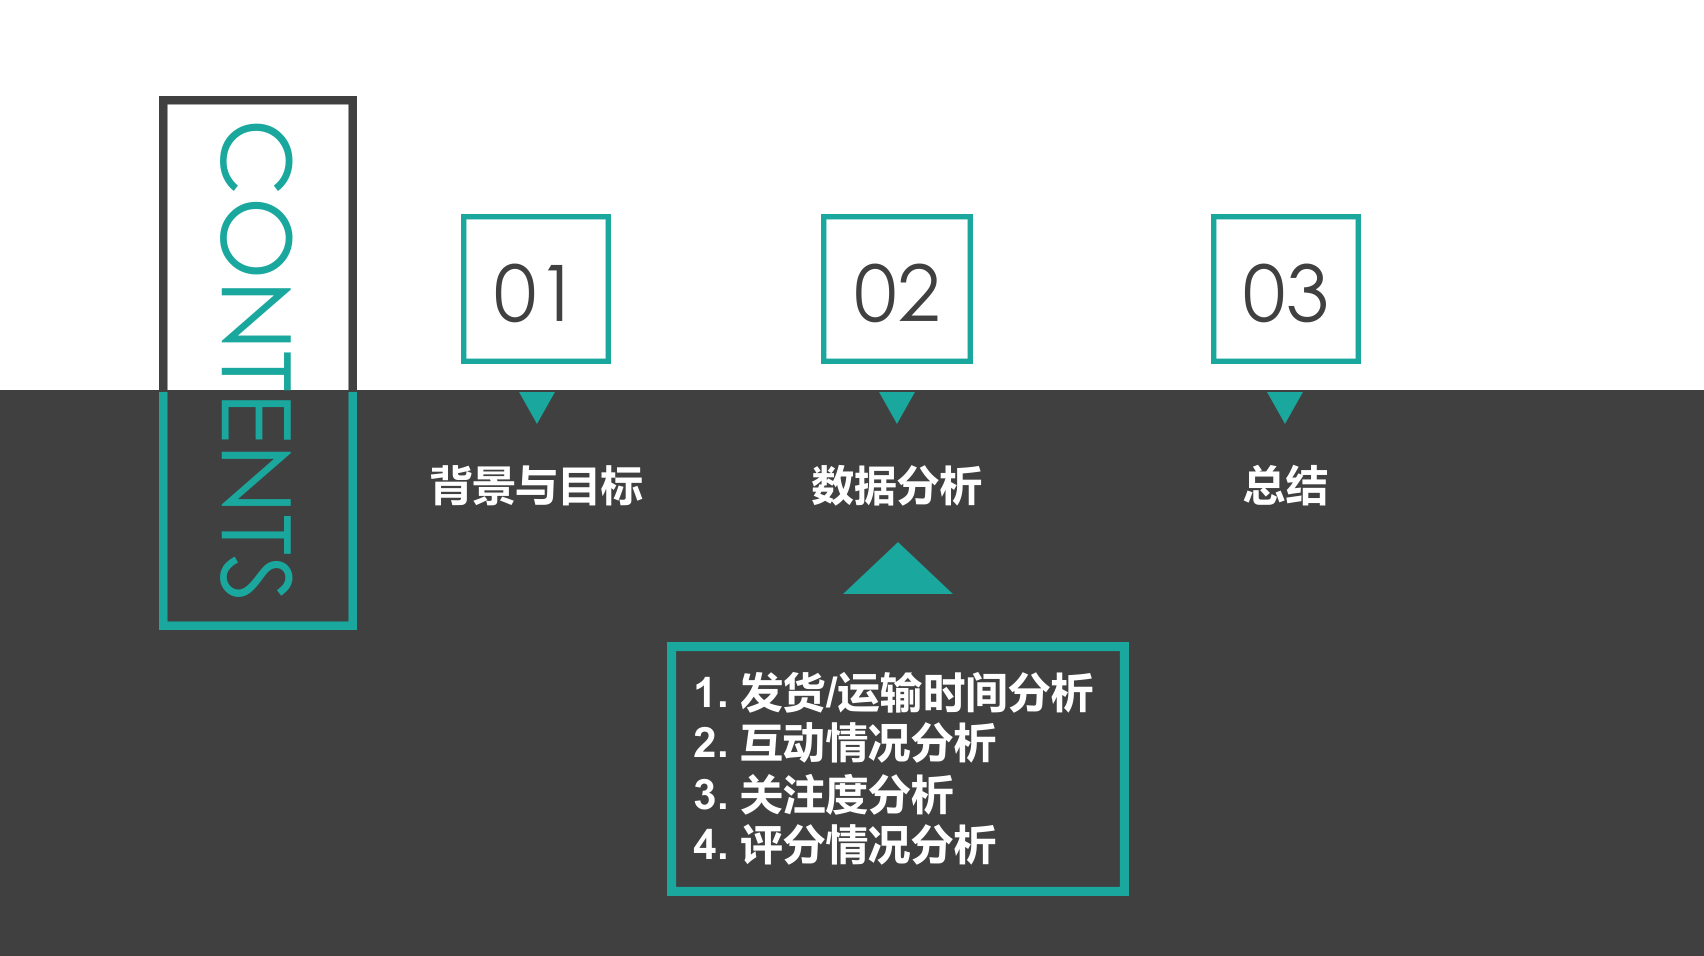 CONTENTS
01
02
03
背景与目标
数据分析
总结
1. 发货/运输时间分析
2. 互动情况分析
3. 关注度分析
4. 评分情况分析